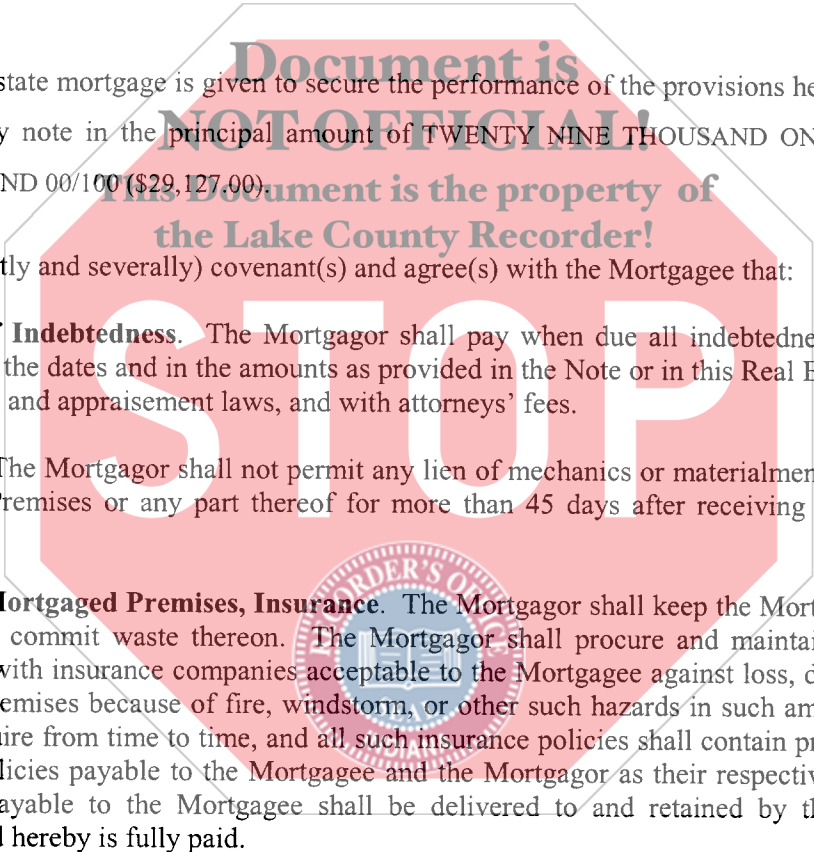 Document is
state mortgage is given to secure the performance of the provisions he
NOT OFFICIAL!
y note in the principal amount of TWENTY NINE THOUSAND ON
ND 00/100 ($29,127.00).
This Document is the property of
the Lake County Recorder!
tly and severally) covenant(s) and agree(s) with the Mortgagee that:
Indebtedness. The Mortgagor shall pay when due all indebtedne
the dates and in the amounts as provided in the Note or in this Real E
and appraisement laws, and with attorneys' fees.
STOP
The Mortgagor shall not permit any lien of mechanics or materialmen
remises or any part thereof for more than 45 days after receiving
ortgaged Premises, Insurance. The Mortgagor shall keep the Mort
commit waste thereon. The Mortgagor shall procure and maintai
with insurance companies acceptable to the Mortgagee against loss, d
emises because of fire, windstorm, or other such hazards in such am
ire from time to time, and all such insurance policies shall contain pr
licies payable to the Mortgagee and the Mortgagor as their respectiv
ayable to the Mortgagee shall be delivered to and retained by th
hereby is fully paid.
RDER'S OFFICE
SEAL